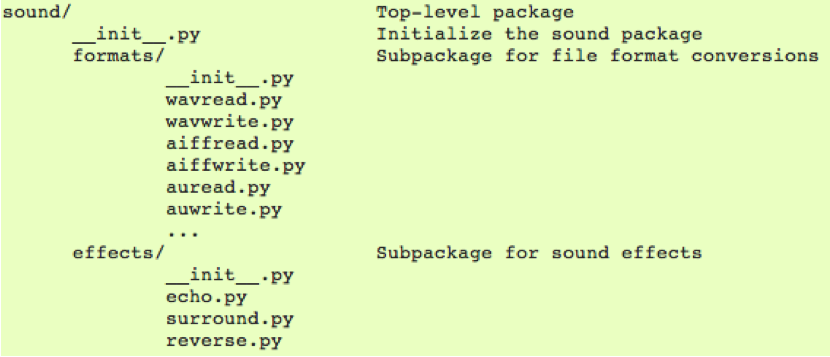 sound/                          Top-level package
      __init__.py               Initialize the sound package
      formats/                  Subpackage for file format conversions
              __init__.py
              wavread.py
              wavwrite.py
              aiffread.py
              aiffwrite.py
              auread.py
              auwrite.py
              ...
      effects/                  Subpackage for sound effects
              __init__.py
              echo.py
              surround.py
              reverse.py